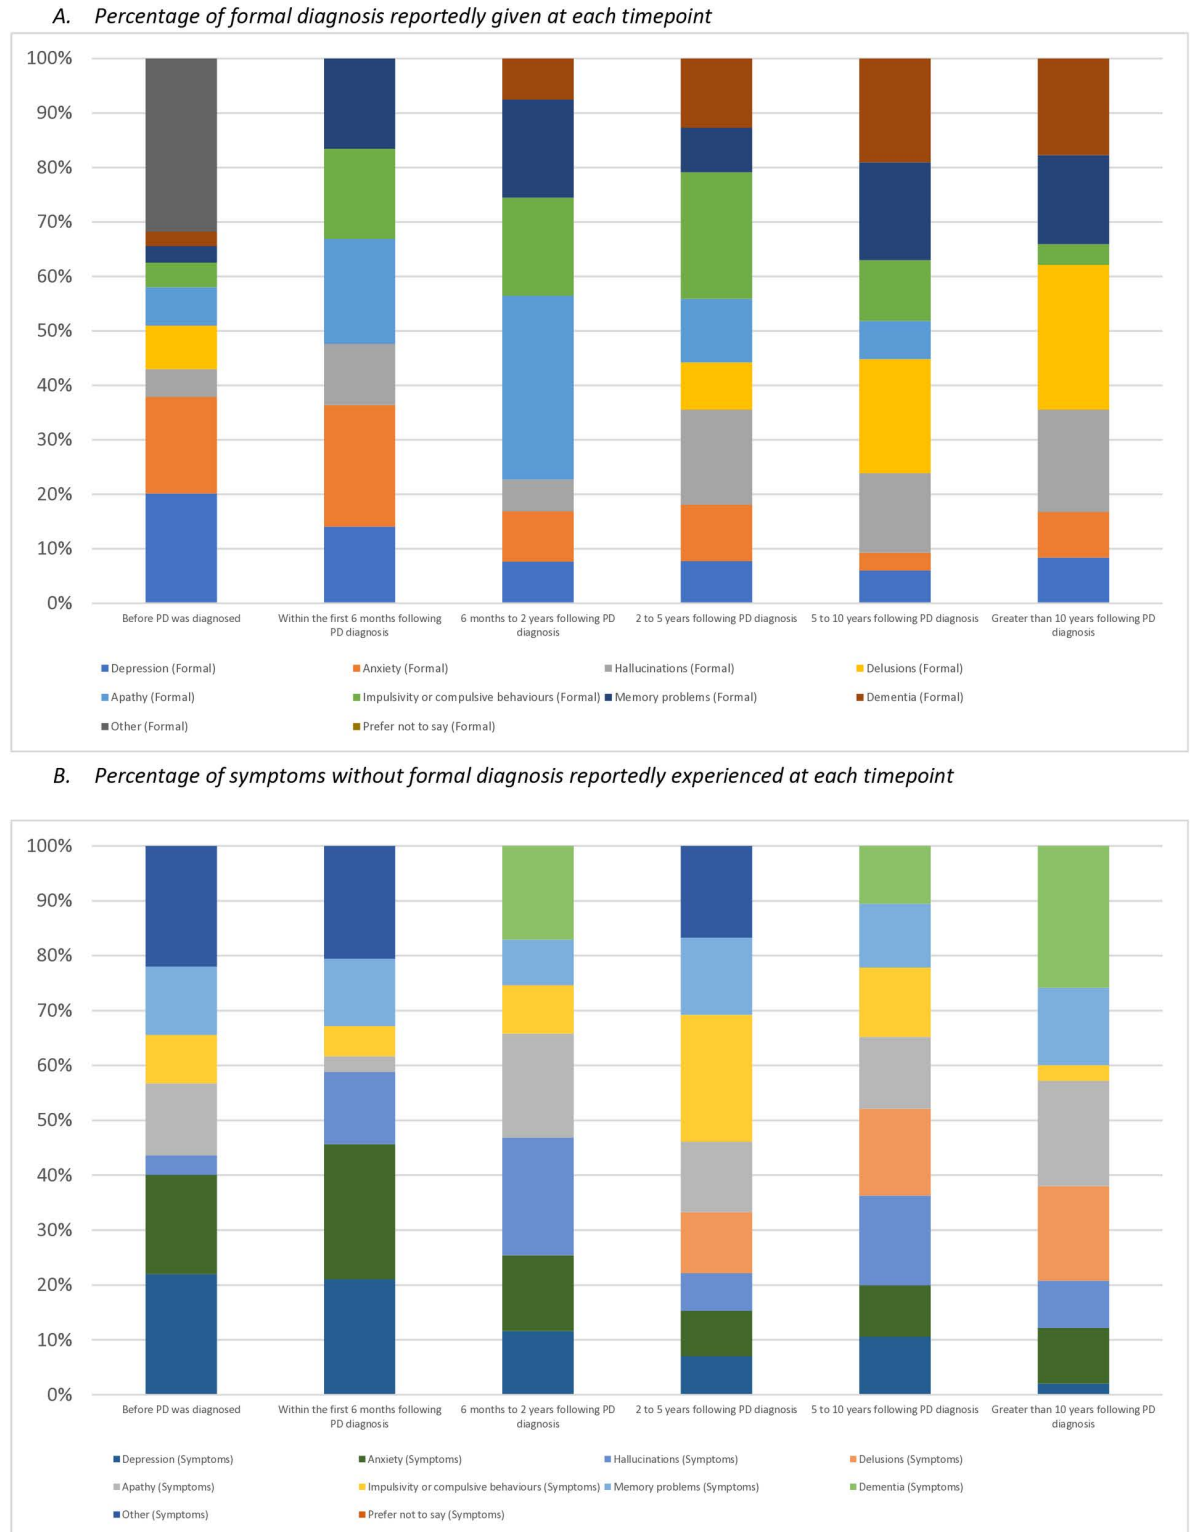 A. Percentage of formal diagnosis reportedly given at each timepoint
100%
90%
80%
70%
60%
50%
40%
30%
20%
10%
0%
Before PD was diagnosed
Within the first 6 months following
PD diagnosis
6 months to 2 years following PD
diagnosis
2 to 5 years following PD diagnosis
5 to 10 years following PD diagnosis
Greater than 10 years following PD
diagnosis
Depression (Formal)
Anxiety (Formal)
Hallucinations (Formal)
Delusions (Formal)
Apathy (Formal)
Impulsivity or compulsive behaviours (Formal)
Memory problems (Formal)
Dementia (Formal)
Other (Formal)
Prefer not to say (Formal)
B. Percentage of symptoms without formal diagnosis reportedly experienced at each timepoint
100%
90%
80%
70%
60%
50%
40%
30%
20%
10%
0%
Before PD was diagnosed
Within the first 6 months following
PD diagnosis
6 months to 2 years following PD
diagnosis
2 to 5 years following PD diagnosis
5 to 10 years following PD diagnosis
Greater than 10 years following PD
diagnosis
Depression (Symptoms)
Anxiety (Symptoms)
Hallucinations (Symptoms)
Delusions (Symptoms)
Apathy (Symptoms)
Impulsivity or compulsive behaviours (Symptoms)
Memory problems (Symptoms)
Dementia (Symptoms)
Other (Symptoms)
Prefer not to say (Symptoms)